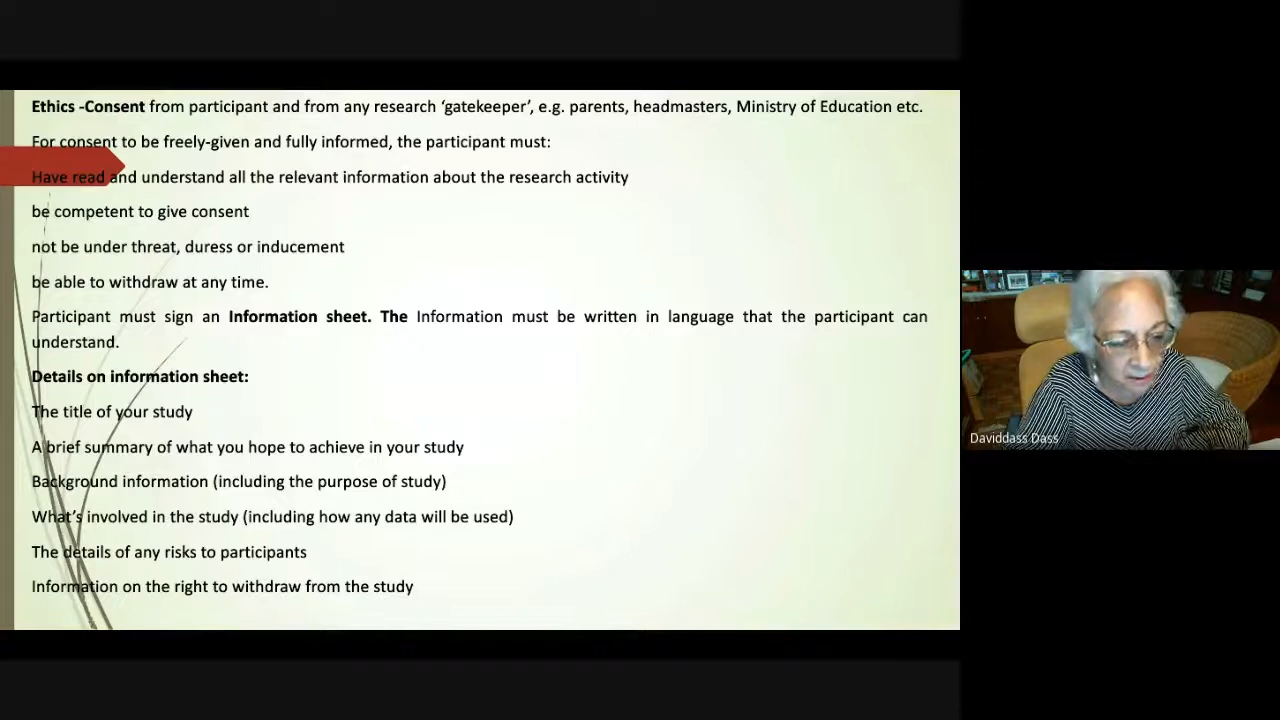 Ethics -Consent from participant and from any research ‘gatekeeper’, e.g. parents, headmasters, Ministry of Education etc.
For consent to be freely-given and fully informed, the participant must:
Have read and understand all the relevant information about the research activity
be competent to give consent
not be under threat, duress or inducement
be able to withdraw at any time.
Participant must sign an Information sheet. The Information must be written in language that the participant can
understand.
Details on information sheet:
The title of your study
A brief summary of what you hope to achieve in your study
Background information (including the purpose of study)
What’s involved in the study (including how any data will be used)
The details of any risks to participants
Information on the right to withdraw from the study
Daviddass Dass